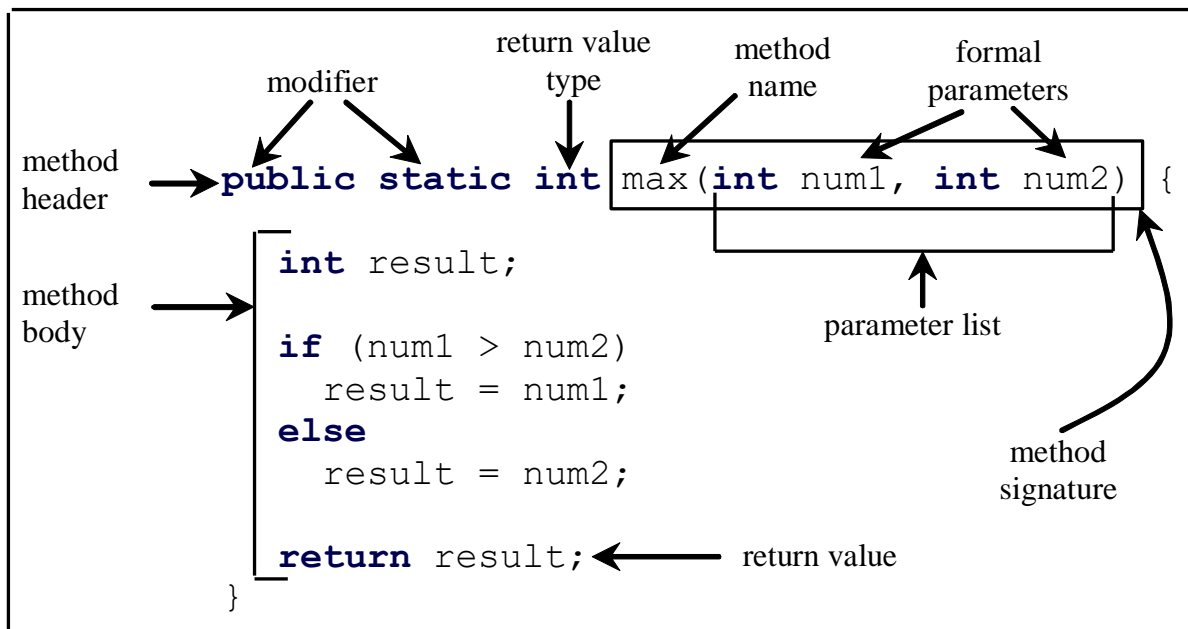 return value
type
method
name
formal
parameters
modifier
method
header
public static int max(int num1, int num2) {
int result;
method
body
parameter list
if (num1 > num2)
result = num1;
else
result = num2;
method
signature
return result;
return value
}